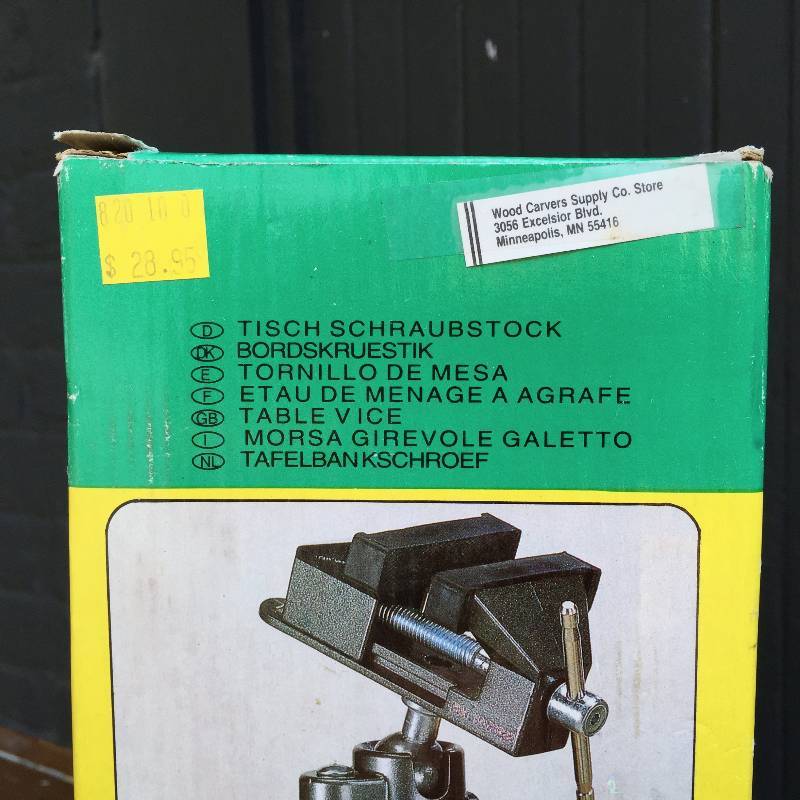 820 10 0
$ 28.95
Wood Carvers Supply Co. Store
3056 Excelsior Blvd.
Minneapolis, MN 55416
D TISCH SCHRAUBSTOCK
DK BORDSKRUESTIK
E TORNILLO DE MESA
F ETAU DE MENAGE A AGRAFE
GB TABLE VICE
I MORSA GIREVOLE GALETTO
NL TAFELBANKSCHROEF